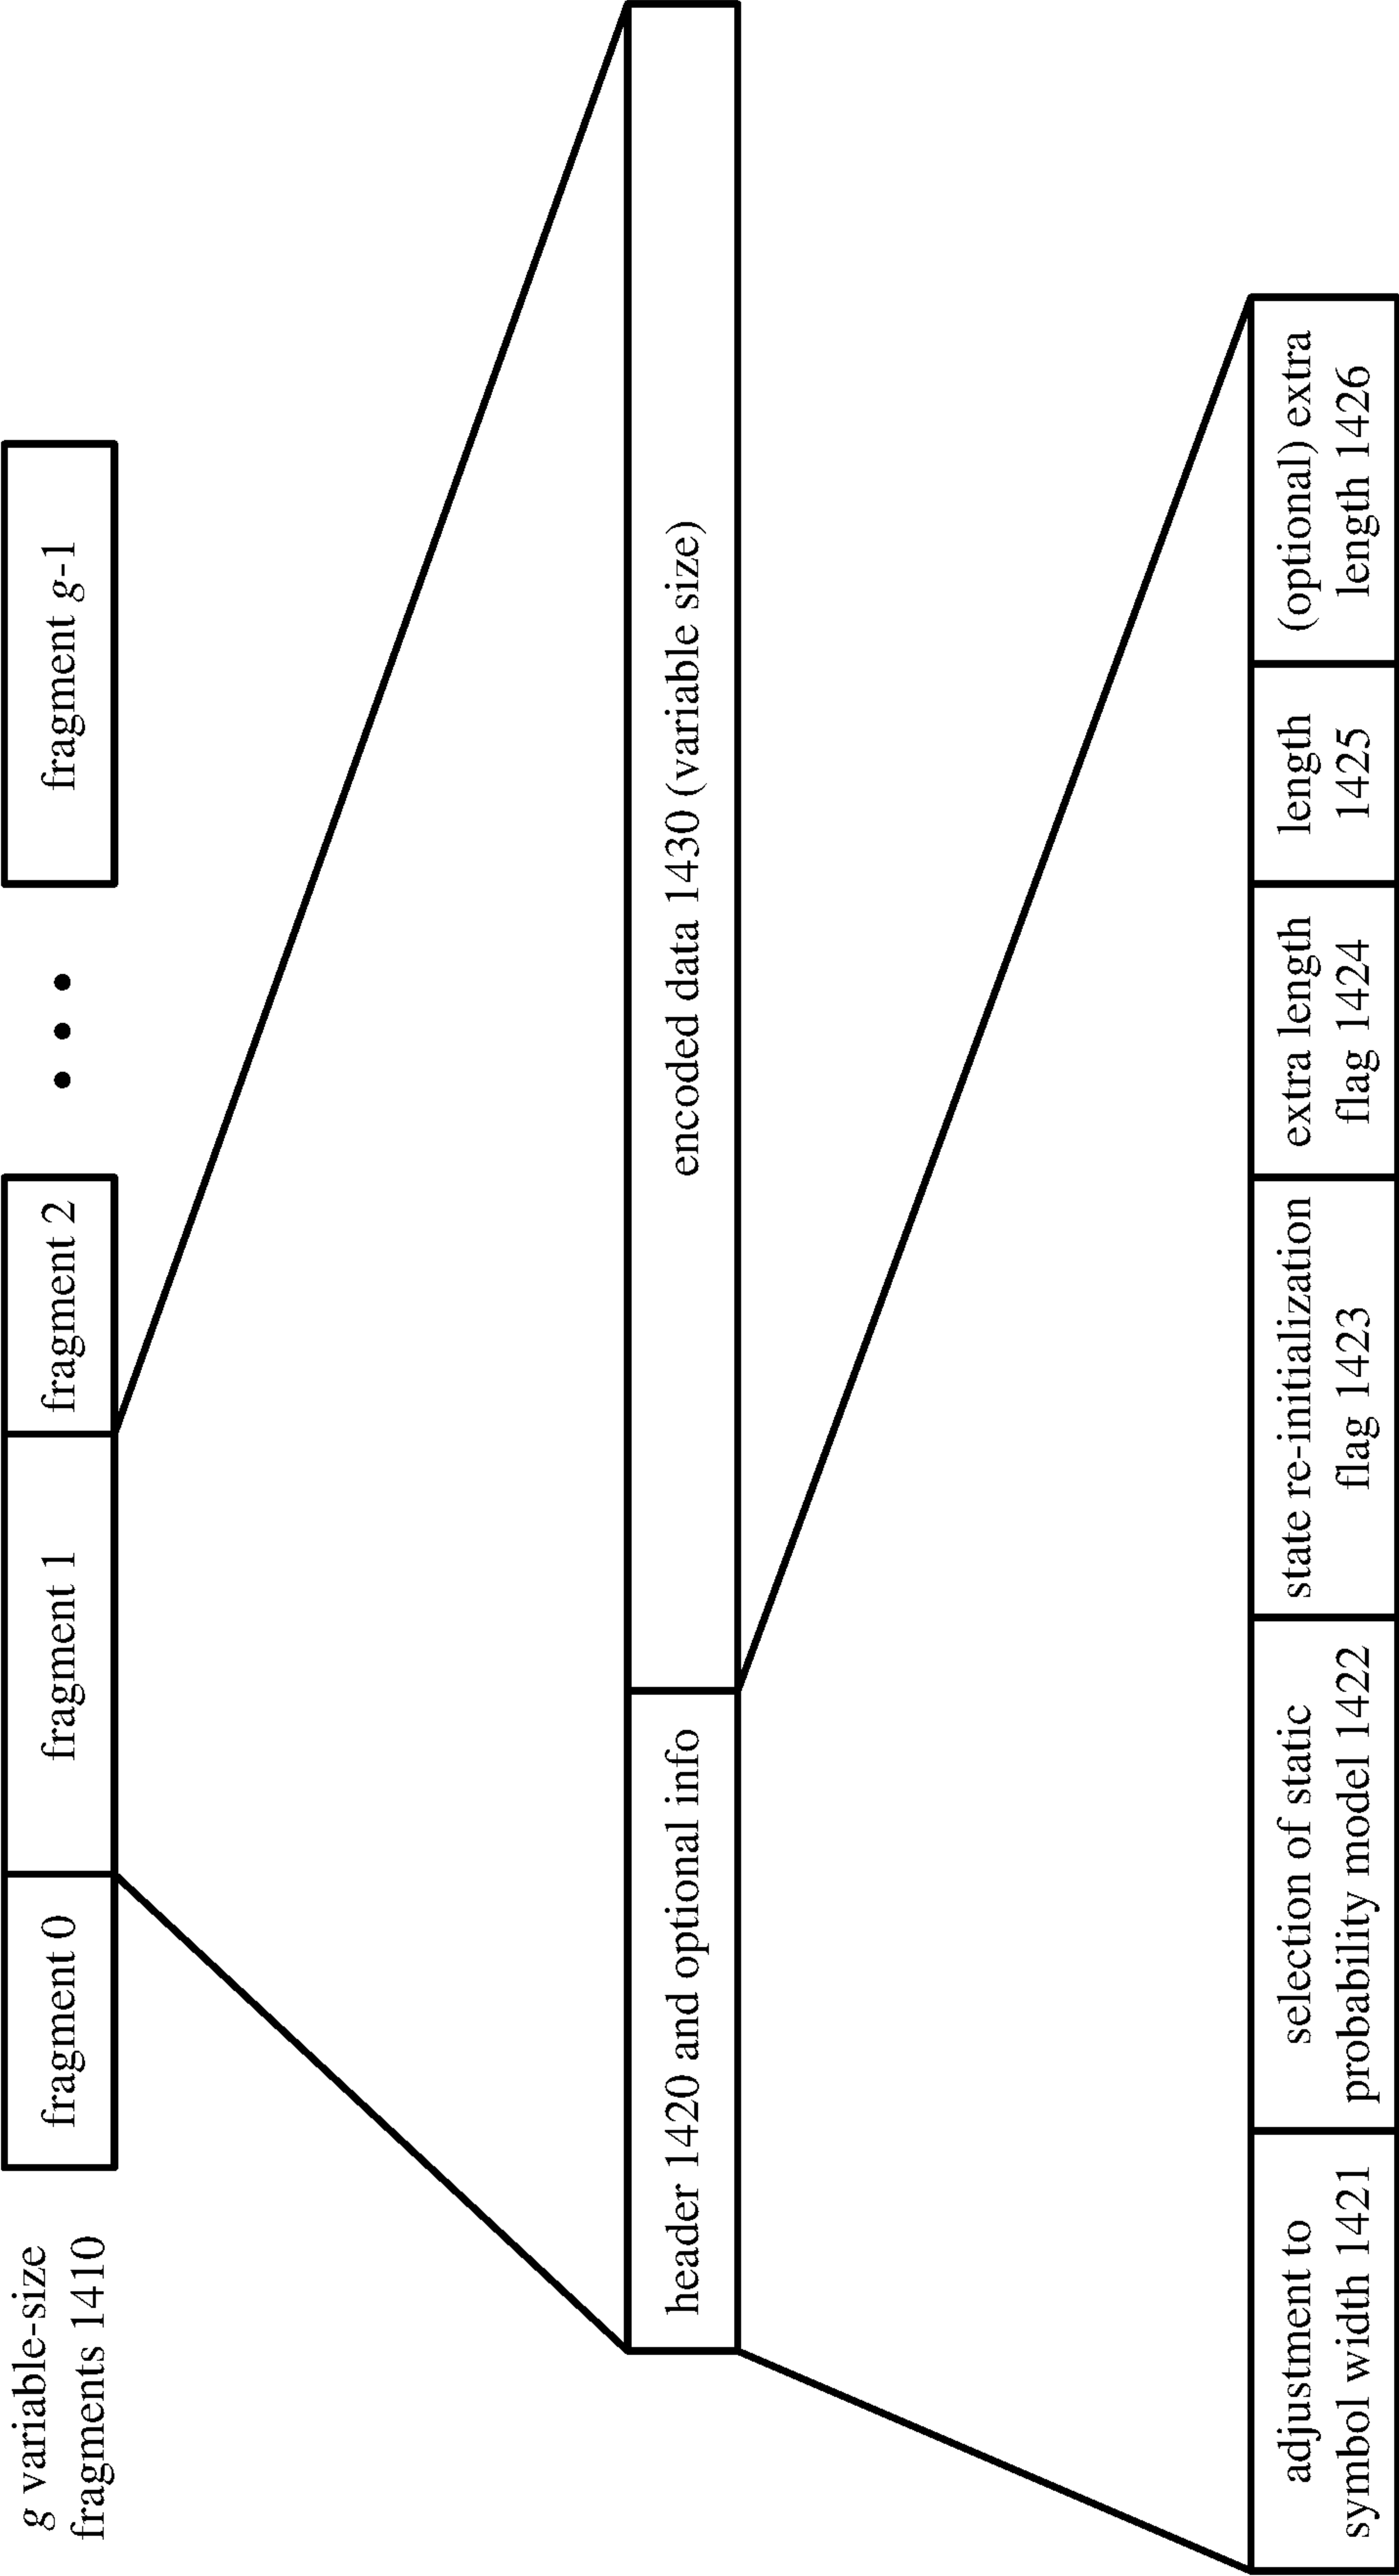 g variable-size
fragments 1410
fragment 0
fragment 1
fragment 2
• • •
fragment g-1
header 1420 and optional info
encoded data 1430 (variable size)
adjustment to
symbol width 1421
selection of static
probability model 1422
state re-initialization
flag 1423
extra length
flag 1424
length
1425
(optional) extra
length 1426